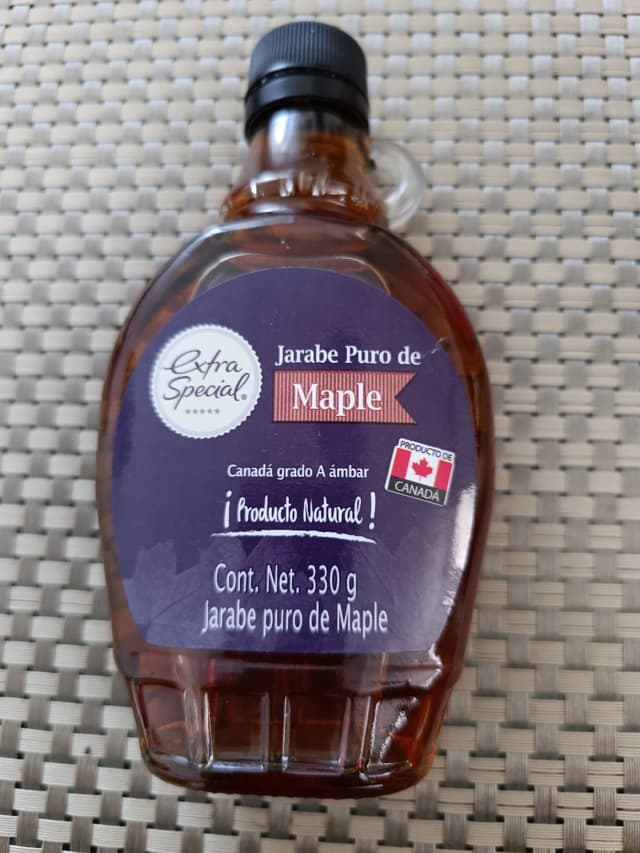 extra
Special®
Jarabe Puro de
Maple
PRODUCTO DE
CANADÁ
Canadá grado A ámbar
¡Producto Natural!
Cont. Net. 330 g
Jarabe puro de Maple